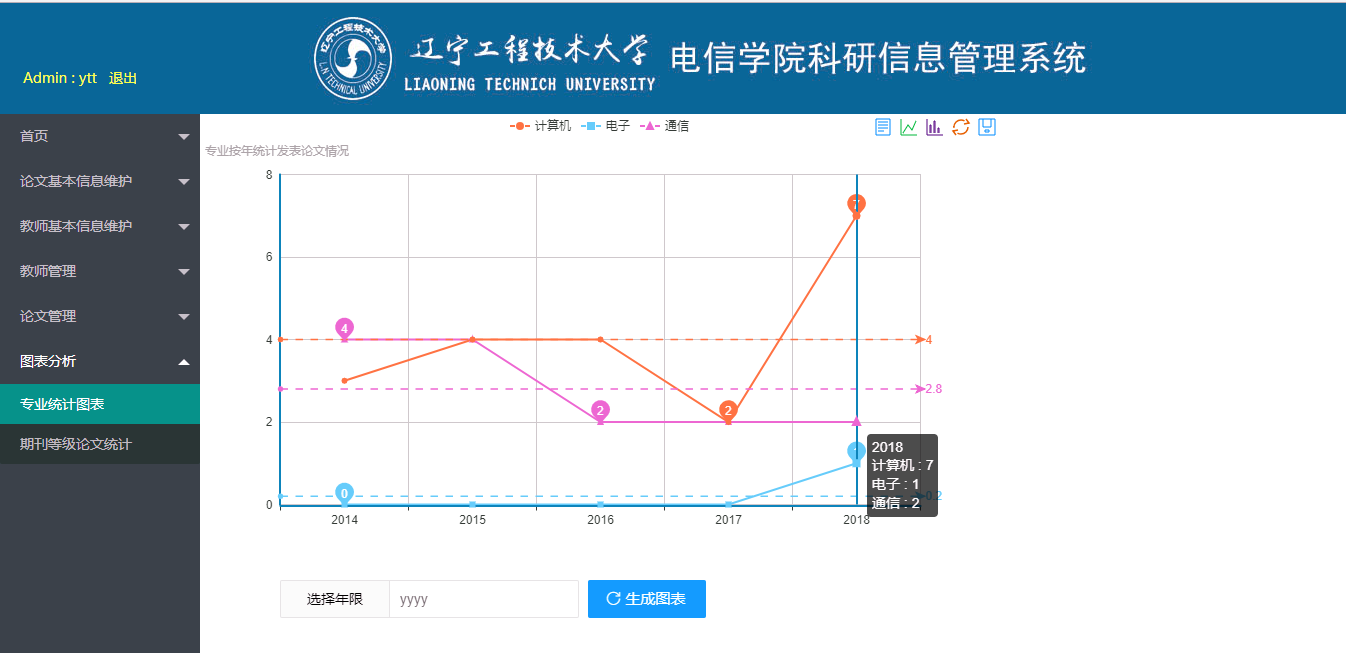 辽宁工程技术大学
LIAONING TECHNICH UNIVERSITY
电信学院科研信息管理系统
Admin : ytt 退出
首页
论文基本信息维护
教师基本信息维护
教师管理
论文管理
图表分析
专业统计图表
期刊等级论文统计
计算机 电子 通信
专业按年统计发表论文情况
8
6
4
2
0
7
4
2
2
0
1
4
2.8
0.2
2018
计算机 : 7
电子 : 1
通信 : 2
2014 2015 2016 2017 2018
选择年限 yyyy 生成图表